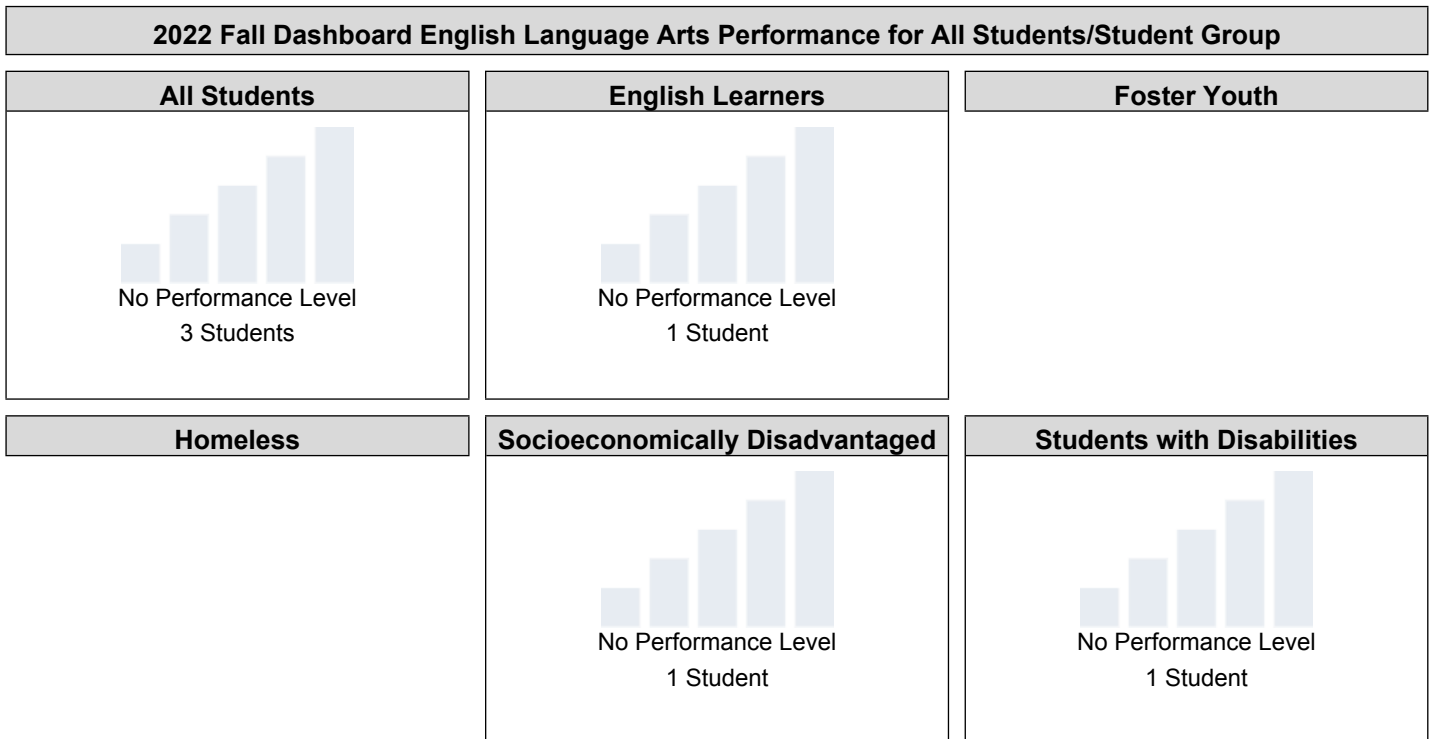 2022 Fall Dashboard English Language Arts Performance for All Students/Student Group
All Students
No Performance Level
3 Students
English Learners
No Performance Level
1 Student
Foster Youth
Homeless
Socioeconomically Disadvantaged
No Performance Level
1 Student
Students with Disabilities
No Performance Level
1 Student